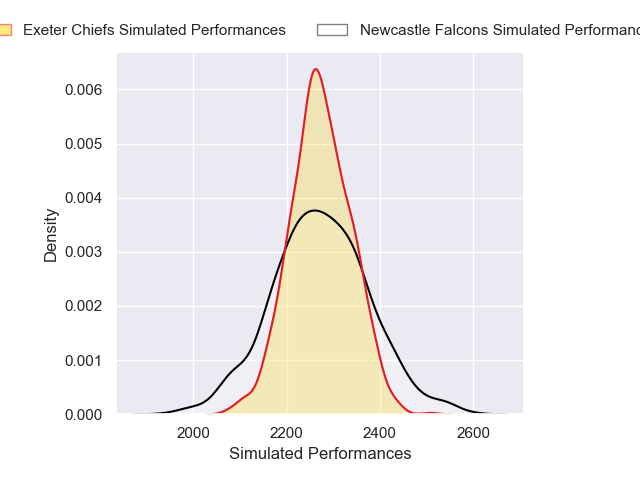 Exeter Chiefs Simulated Performances
Newcastle Falcons Simulated
0.006
0.005
0.004
0.003
0.002
0.001
0.000
Density
2000 2200 2400 2600
Simulated Performances